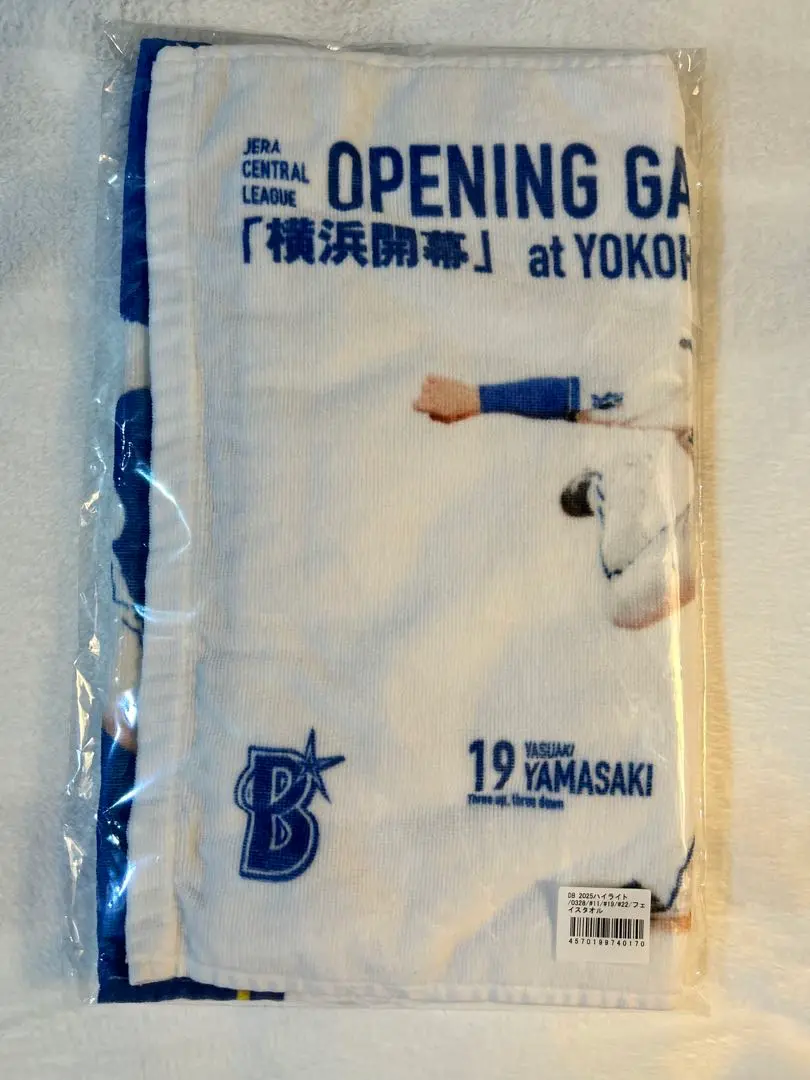 JERA
CENTRAL
LEAGUE
OPENING GA
「横浜開幕」 at YOKOH
B
19 YASUAKI
YAMASAKI
Three up, three down
DB 2025ハイライト
/0328/#11/#19/#22/フェ
イスタオル
4570199740170